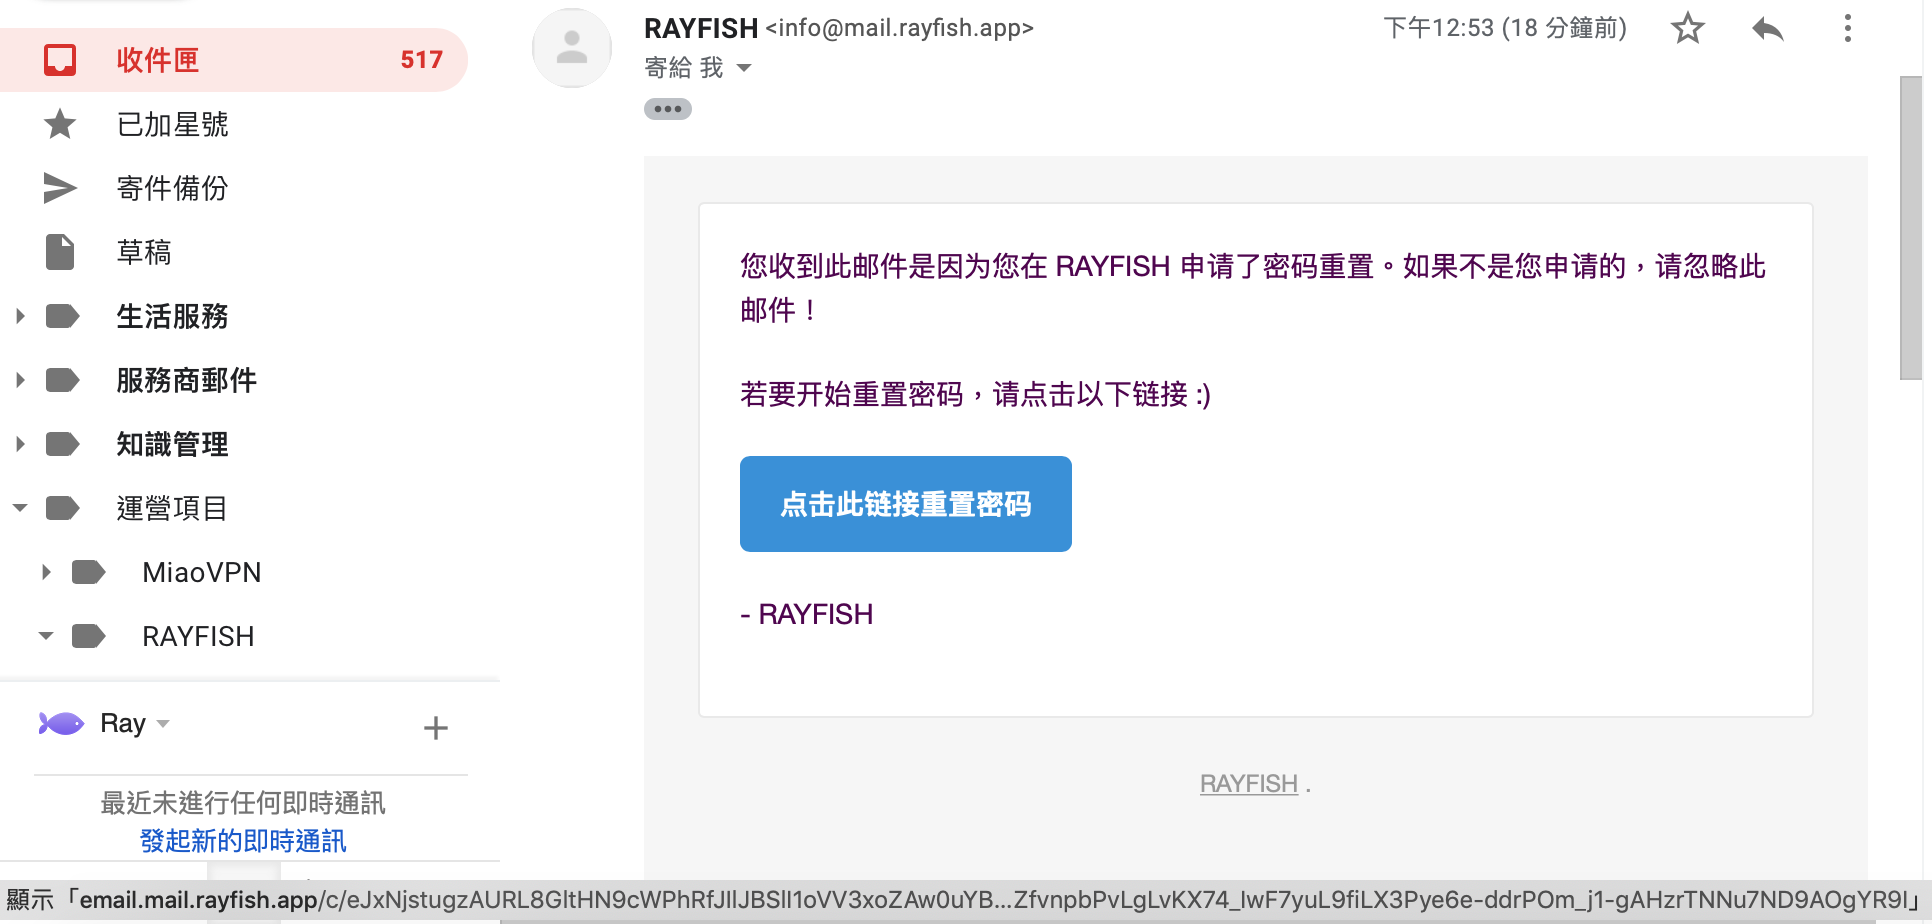 收件匣 517
已加星號
寄件備份
草稿
生活服務
服務商郵件
知識管理
運營項目
MiaoVPN
RAYFISH
Ray
最近未進行任何即時通訊
發起新的即時通訊
RAYFISH <info@mail.rayfish.app> 下午12:53 (18 分鐘前)
寄給 我
您收到此邮件是因为您在 RAYFISH 申请了密码重置。如果不是您申请的，请忽略此
邮件！
若要开始重置密码，请点击以下链接 :)
点击此链接重置密码
- RAYFISH
RAYFISH .
顯示「email.mail.rayfish.app/c/eJxNjstugzAURL8GltHN9cWPhRfJIlJBSlI1oVV3xoZAw0uYB...ZfvnpbPvLgLvKX74_lwF7yuL9fiLX3Pye6e-ddrPOm_j1-gAHzrTNNu7ND9AOgYR9l」